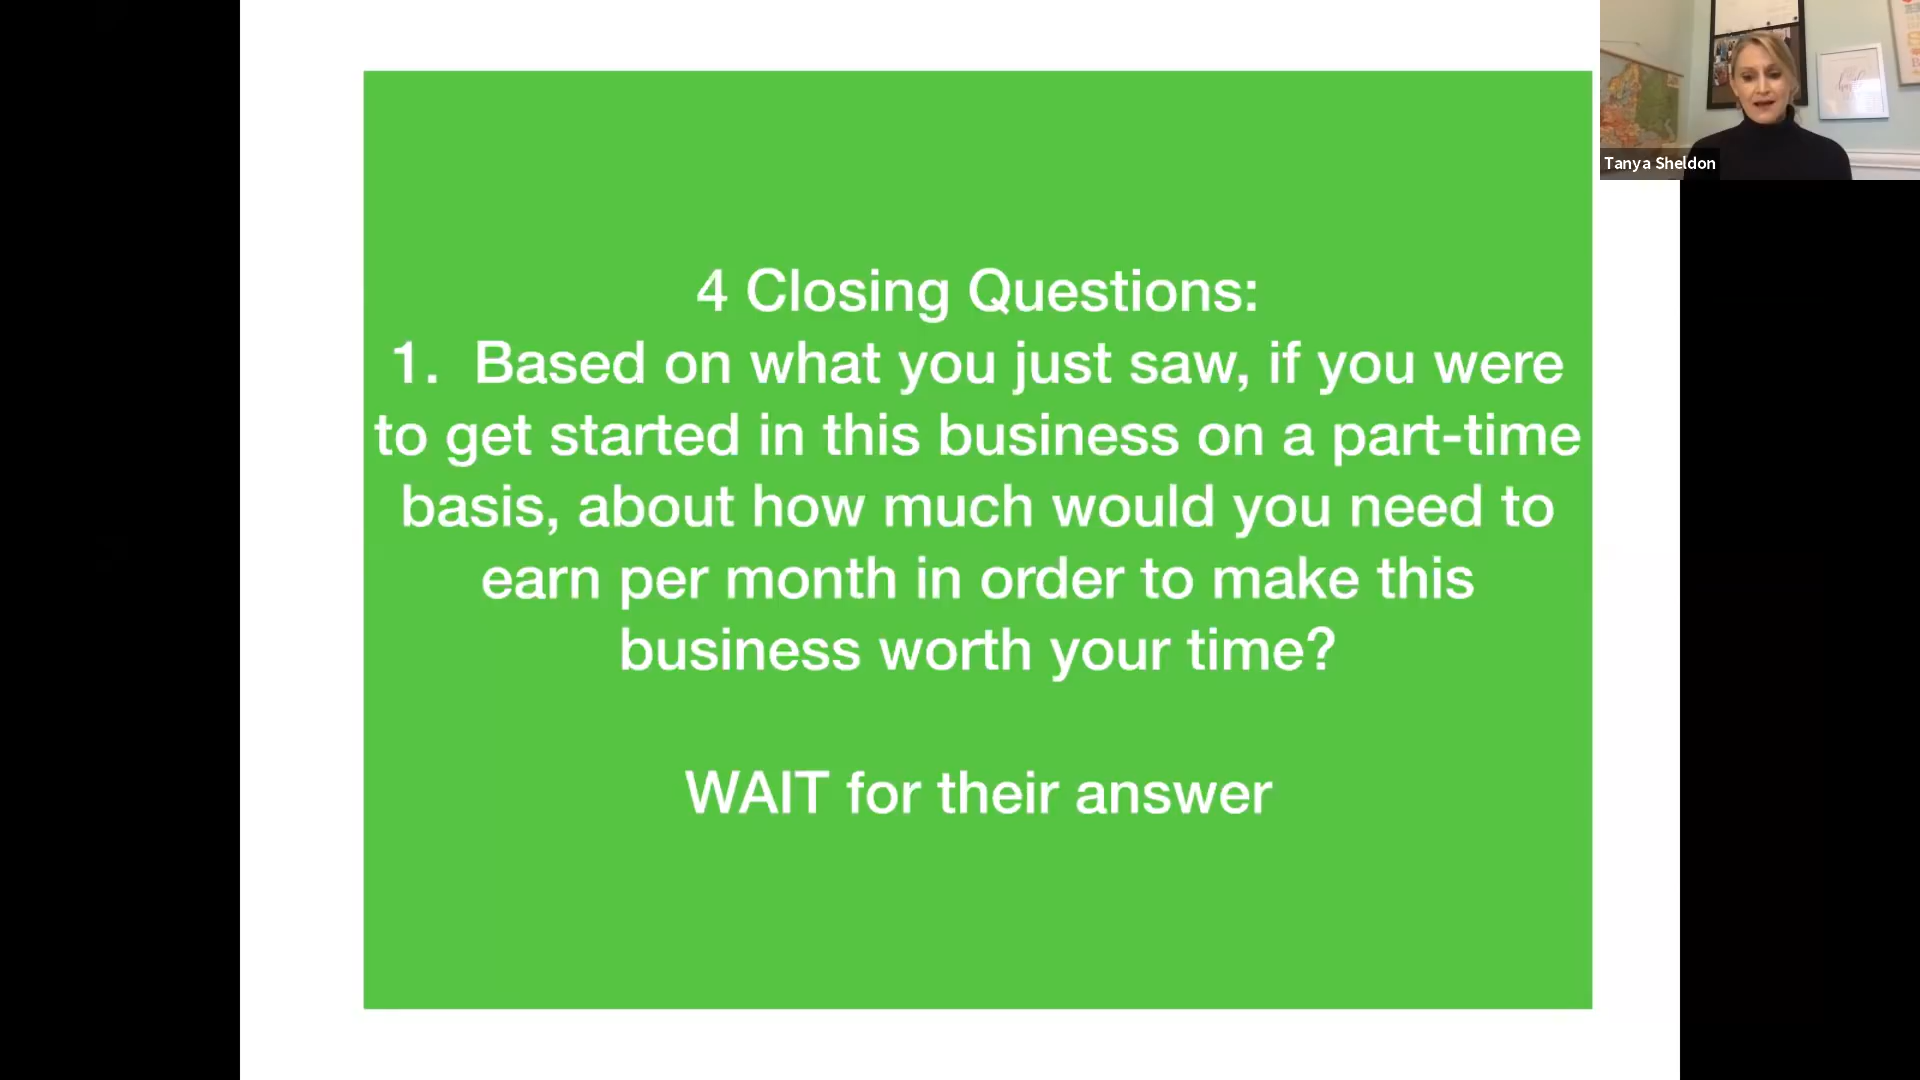 4 Closing Questions:
1. Based on what you just saw, if you were
to get started in this business on a part-time
basis, about how much would you need to
earn per month in order to make this
business worth your time?
WAIT for their answer
Tanya Sheldon